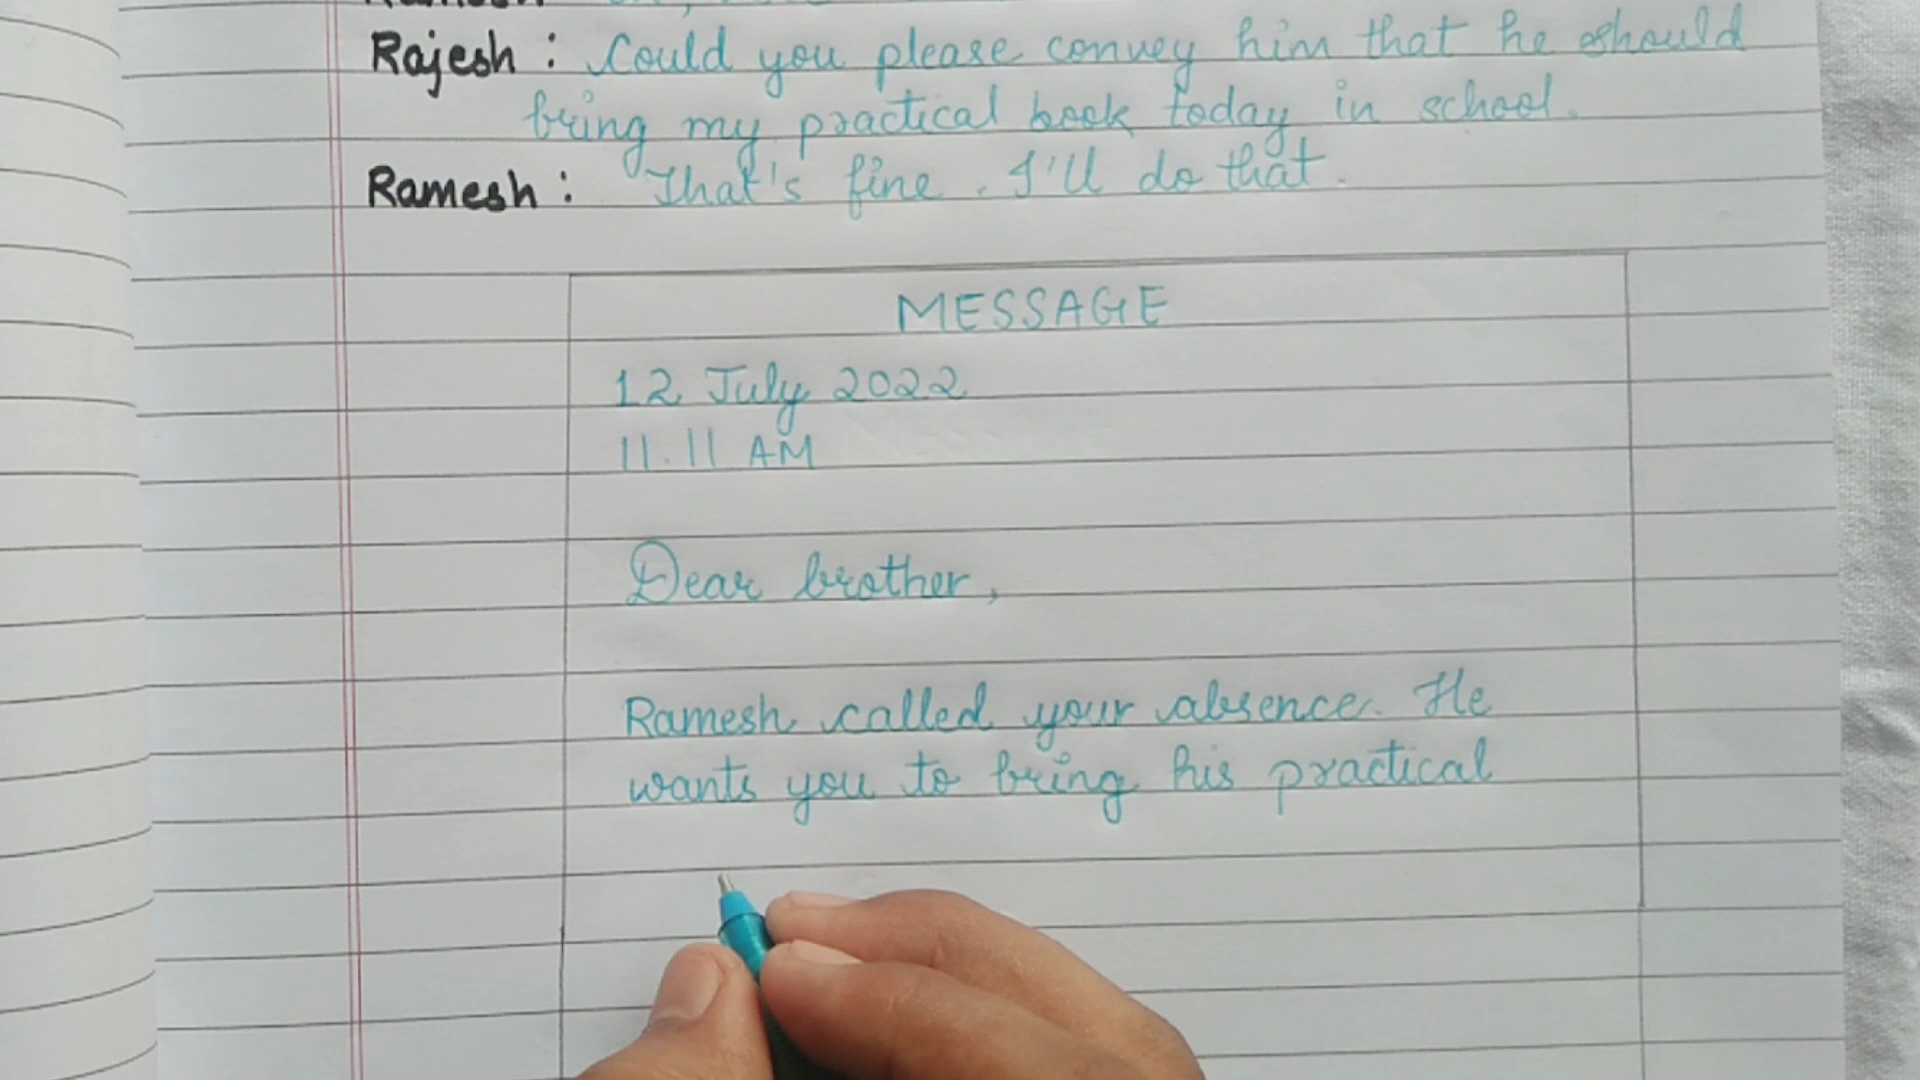 Rajesh : Could you please convey him that he should
bring my practical book today in school.
Ramesh : That's fine. I'll do that.
MESSAGE
12 July 2022
11.11 AM
Dear brother,
Ramesh called your absence. He
wants you to bring his practical